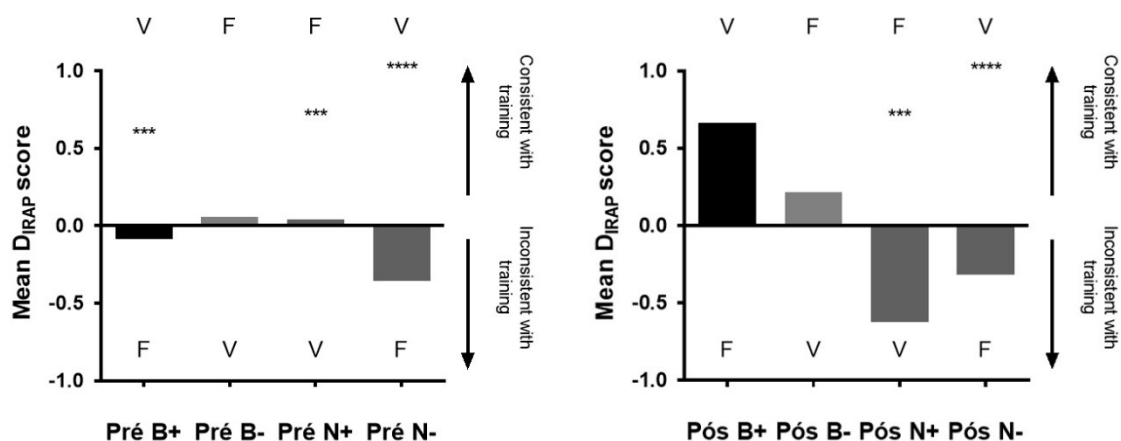 V F F V
1.0
0.5
0.0
-0.5
-1.0
Mean DIRAP score
*** *** ****
F V V F
Pré B+ Pré B- Pré N+ Pré N-
Consistent with
training
Inconsistent with
training
V F F V
1.0
0.5
0.0
-0.5
-1.0
Mean DIRAP score
*** ****
F V V F
Pós B+ Pós B- Pós N+ Pós N-
Consistent with
training
Inconsistent with
training